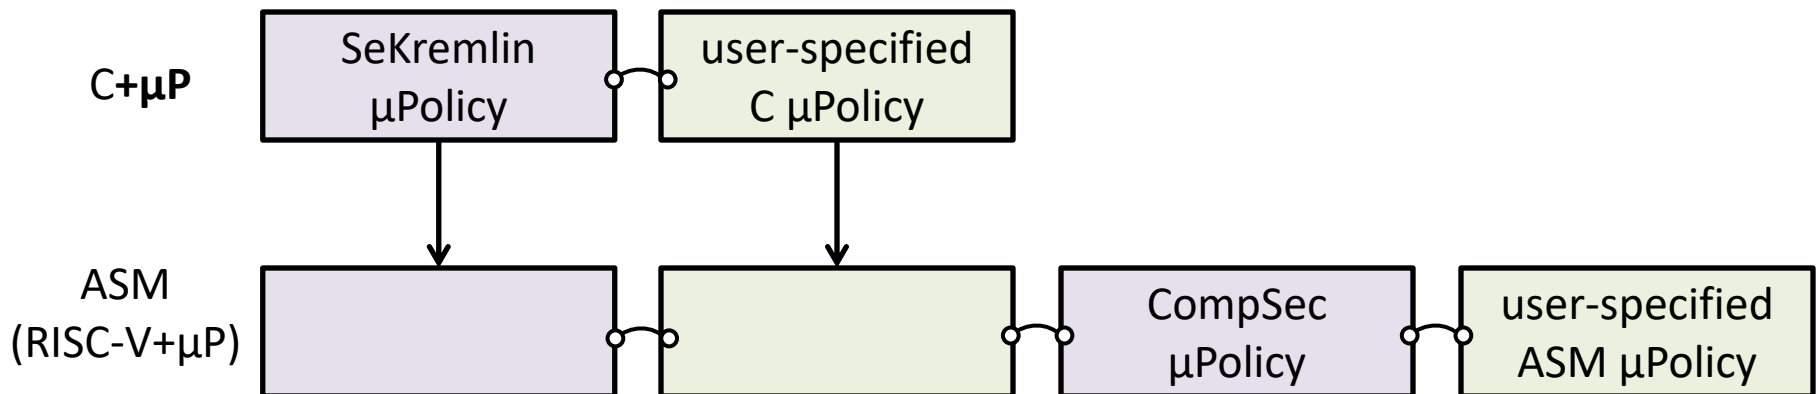 C+µP
SeKremlin
µPolicy
user-specified
C µPolicy
ASM
(RISC-V+µP)
CompSec
µPolicy
user-specified
ASM µPolicy